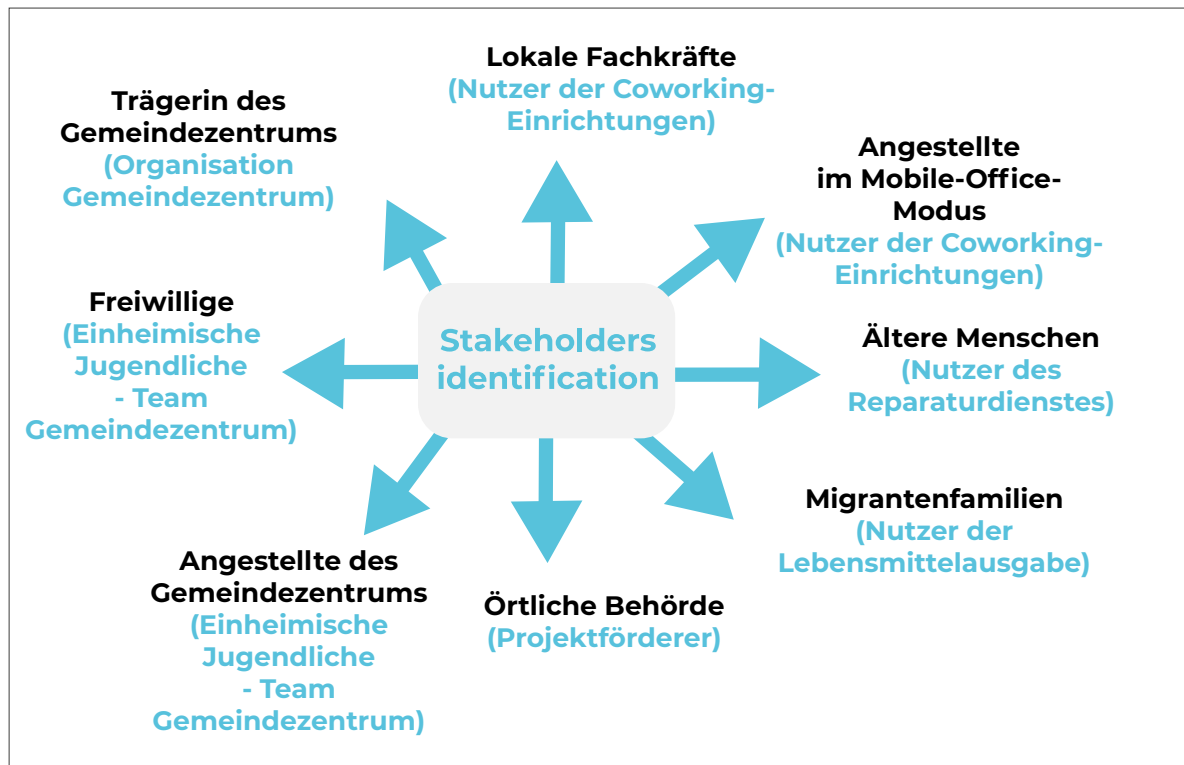 Lokale Fachkräfte
(Nutzer der Coworking-
Einrichtungen)
Trägerin des
Gemeindezentrums
(Organisation
Gemeindezentrum)
Angestellte
im Mobile-Office-
Modus
(Nutzer der Coworking-
Einrichtungen)
Freiwillige
(Einheimische
Jugendliche
- Team
Gemeindezentrum)
Stakeholders
identification
Ältere Menschen
(Nutzer des
Reparaturdienstes)
Migrantenfamilien
(Nutzer der
Lebensmittelausgabe)
Angestellte des
Gemeindezentrums
(Einheimische
Jugendliche
- Team
Gemeindezentrum)
Örtliche Behörde
(Projektförderer)